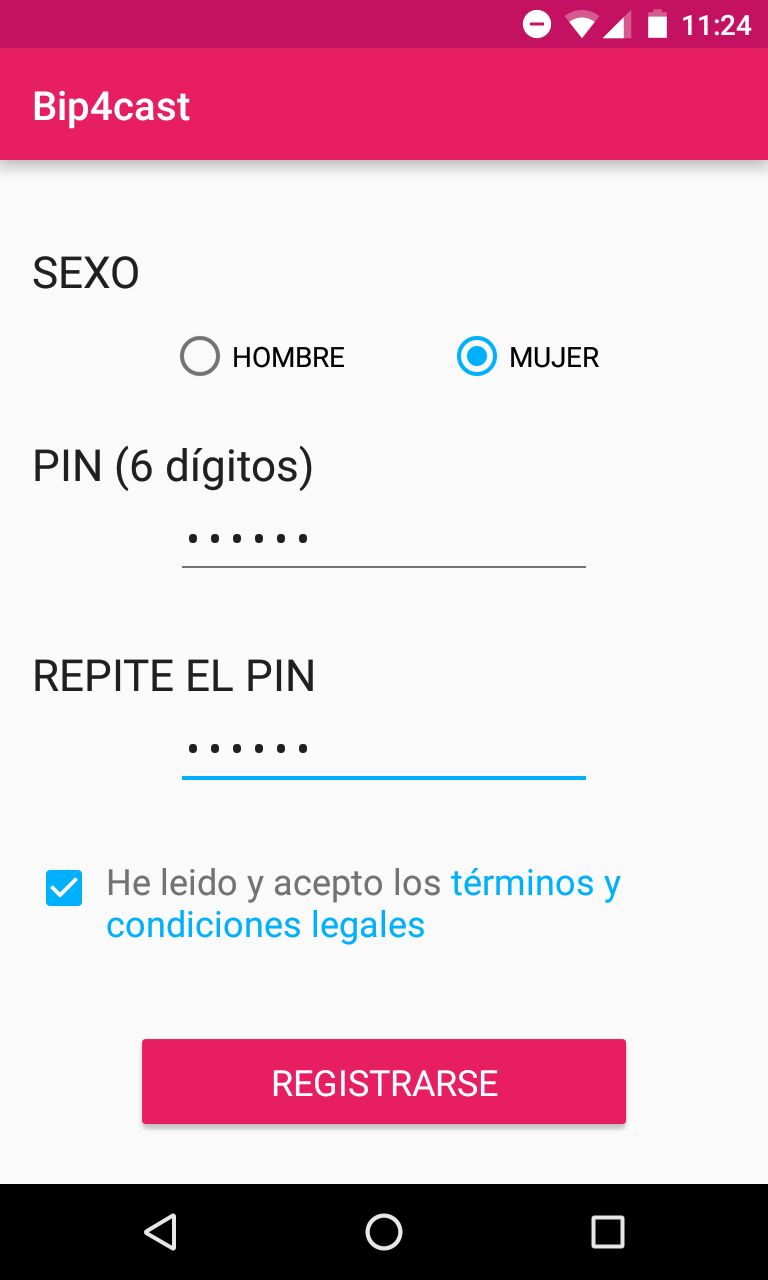 11:24
Bip4cast
SEXO
HOMBRE MUJER
PIN (6 dígitos)
••••••
REPITE EL PIN
••••••
He leido y acepto los términos y
condiciones legales
REGISTRARSE